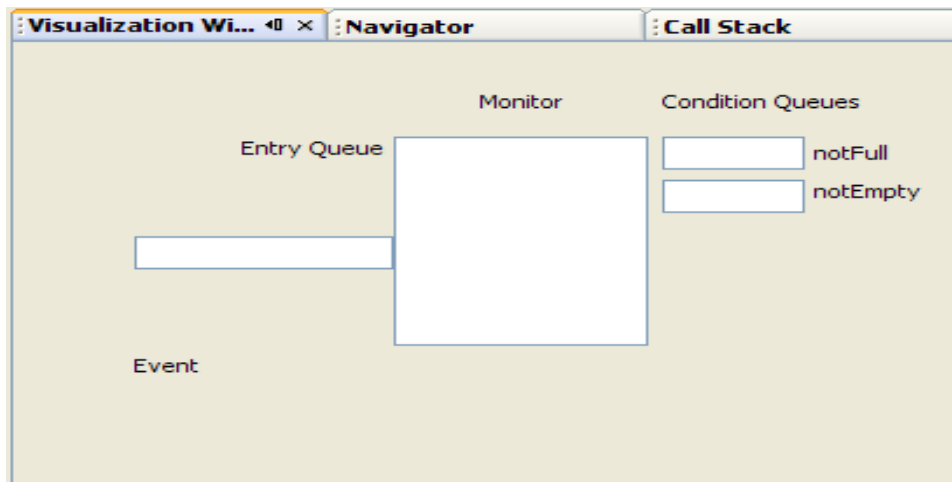 Visualization Wi... Navigator Call Stack
Monitor Condition Queues
Entry Queue notFull
notEmpty
Event